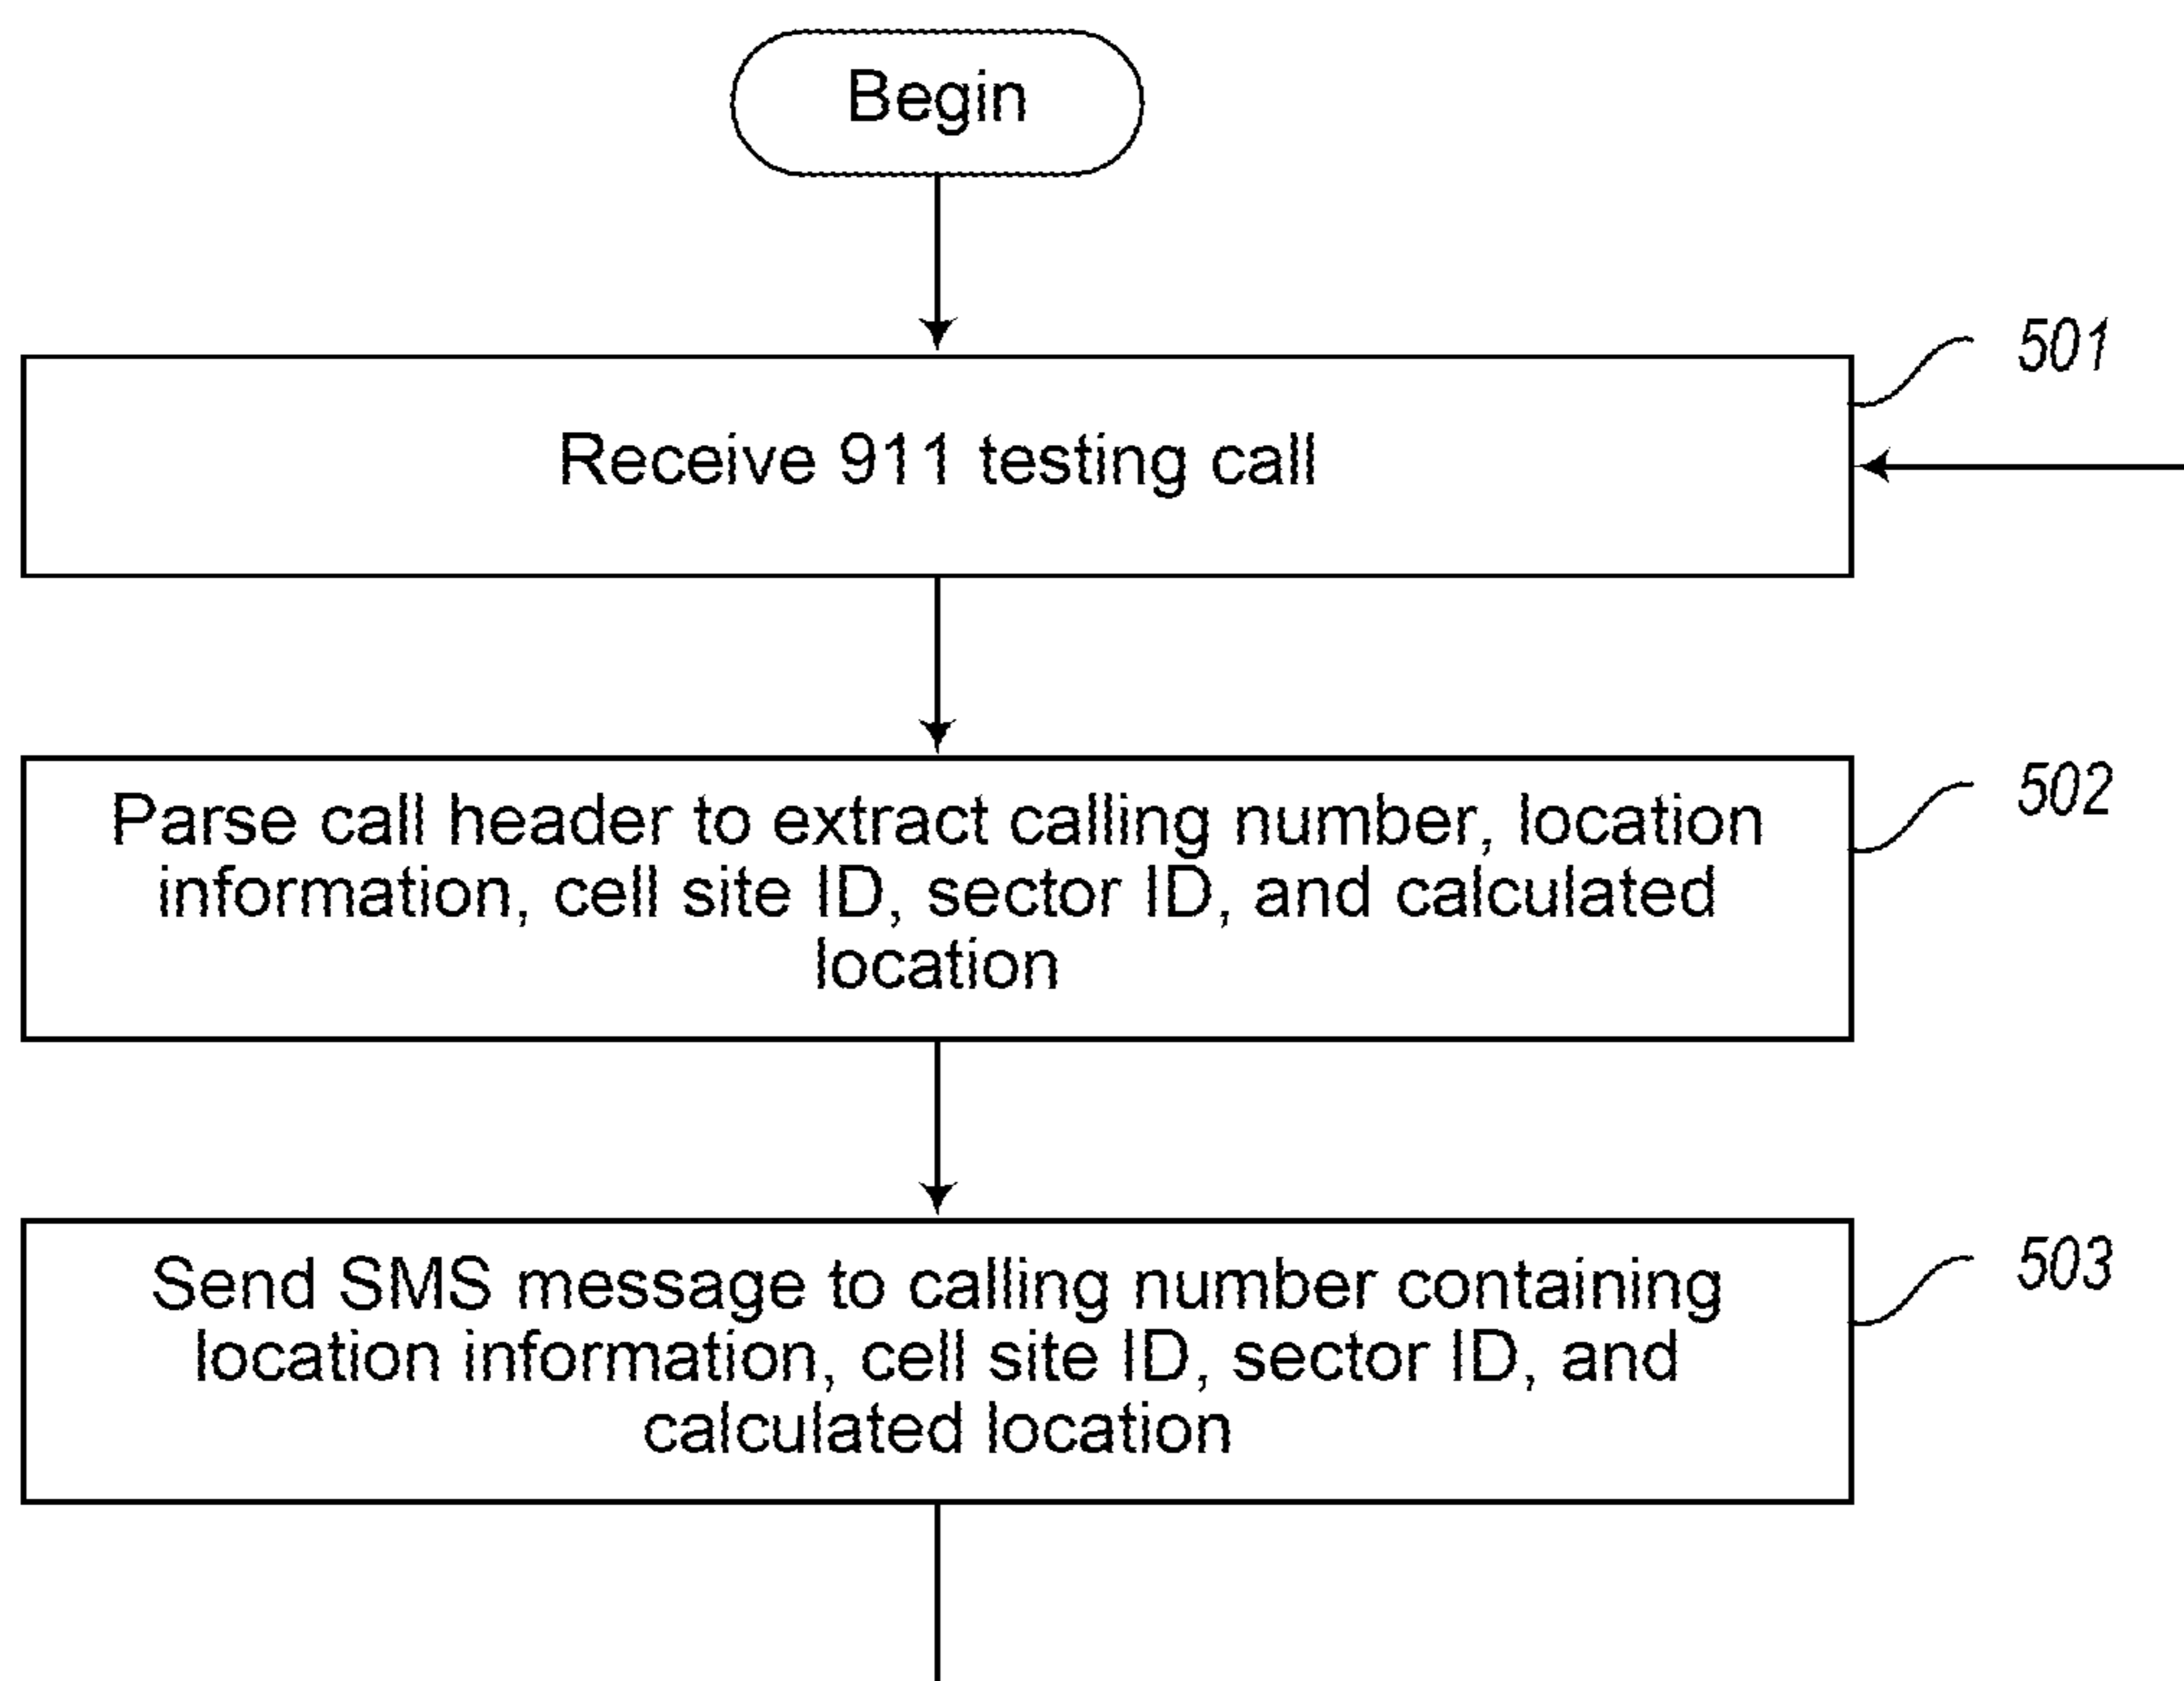 Begin
501
Receive 911 testing call
502
Parse call header to extract calling number, location
information, cell site ID, sector ID, and calculated
location
503
Send SMS message to calling number containing
location information, cell site ID, sector ID, and
calculated location